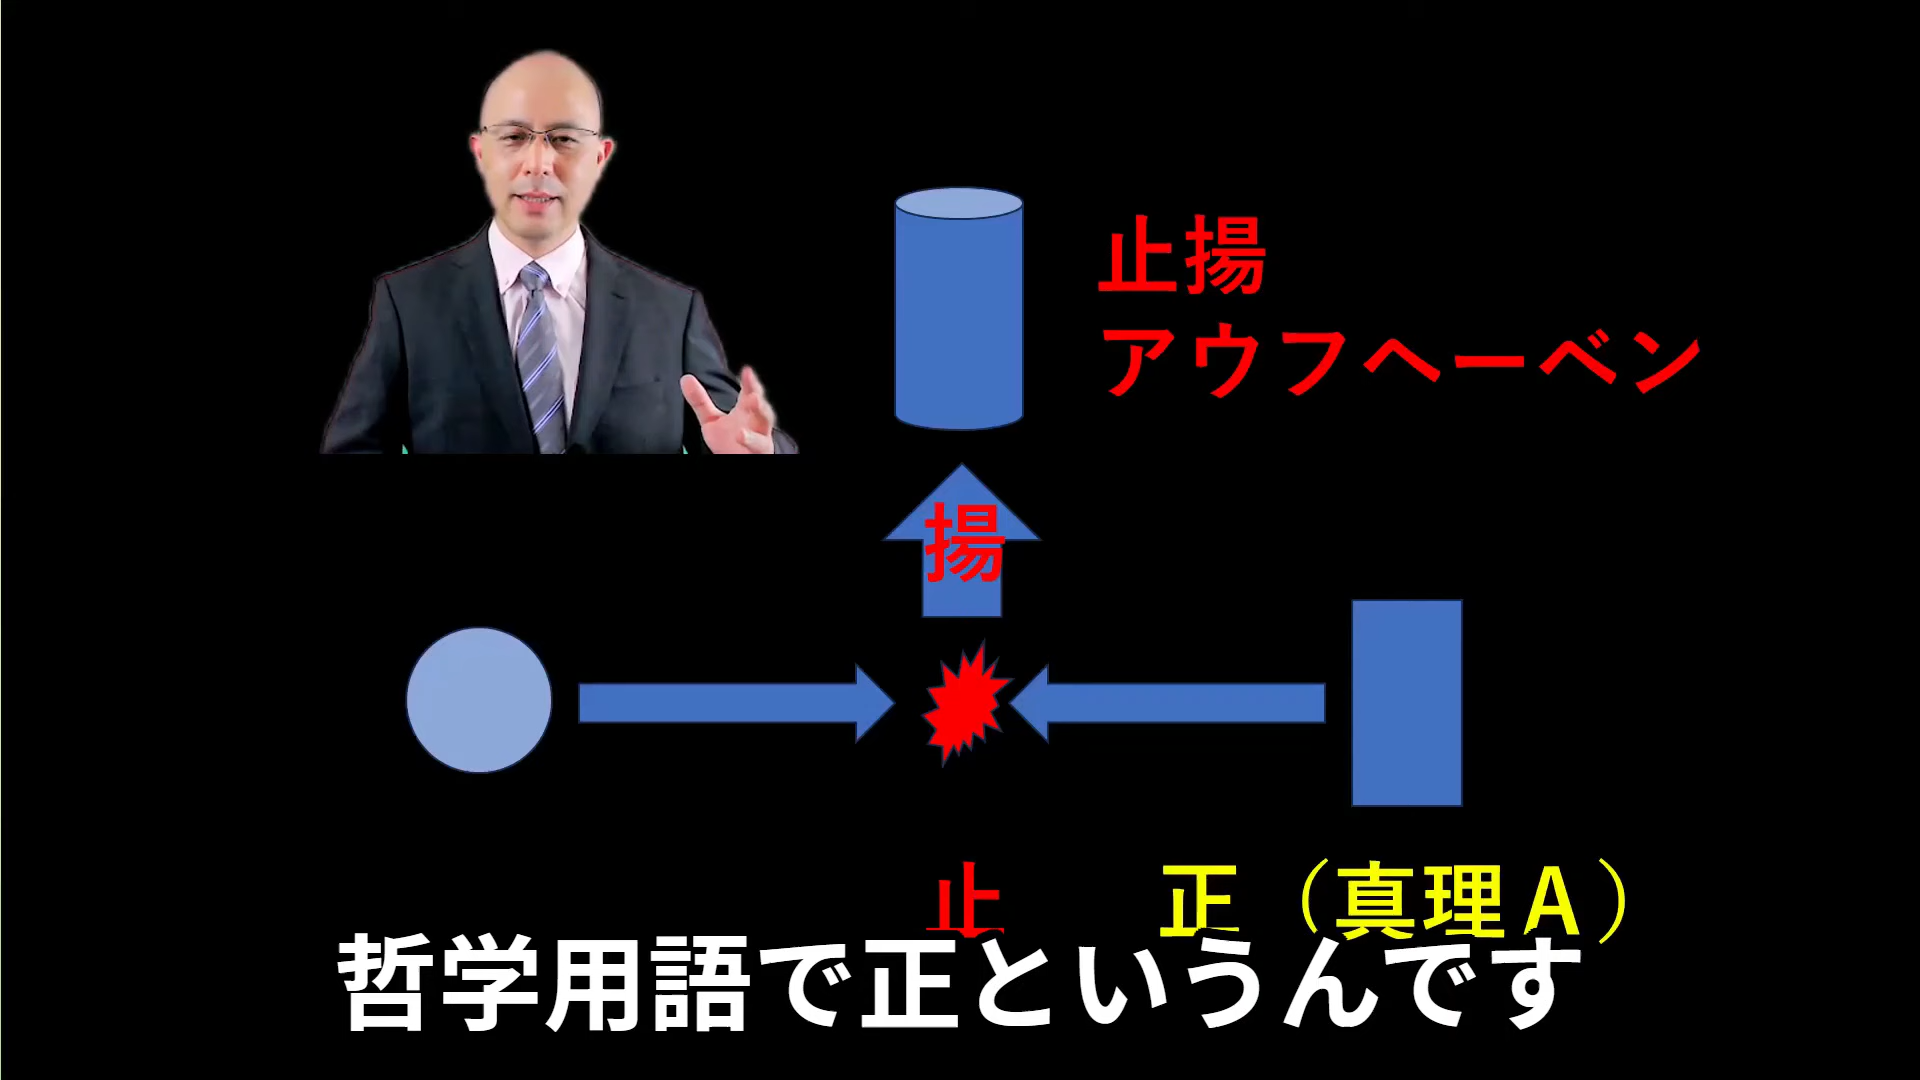 止揚
アウフヘーベン
揚
止
正（真理A）
哲学用語で正というんです